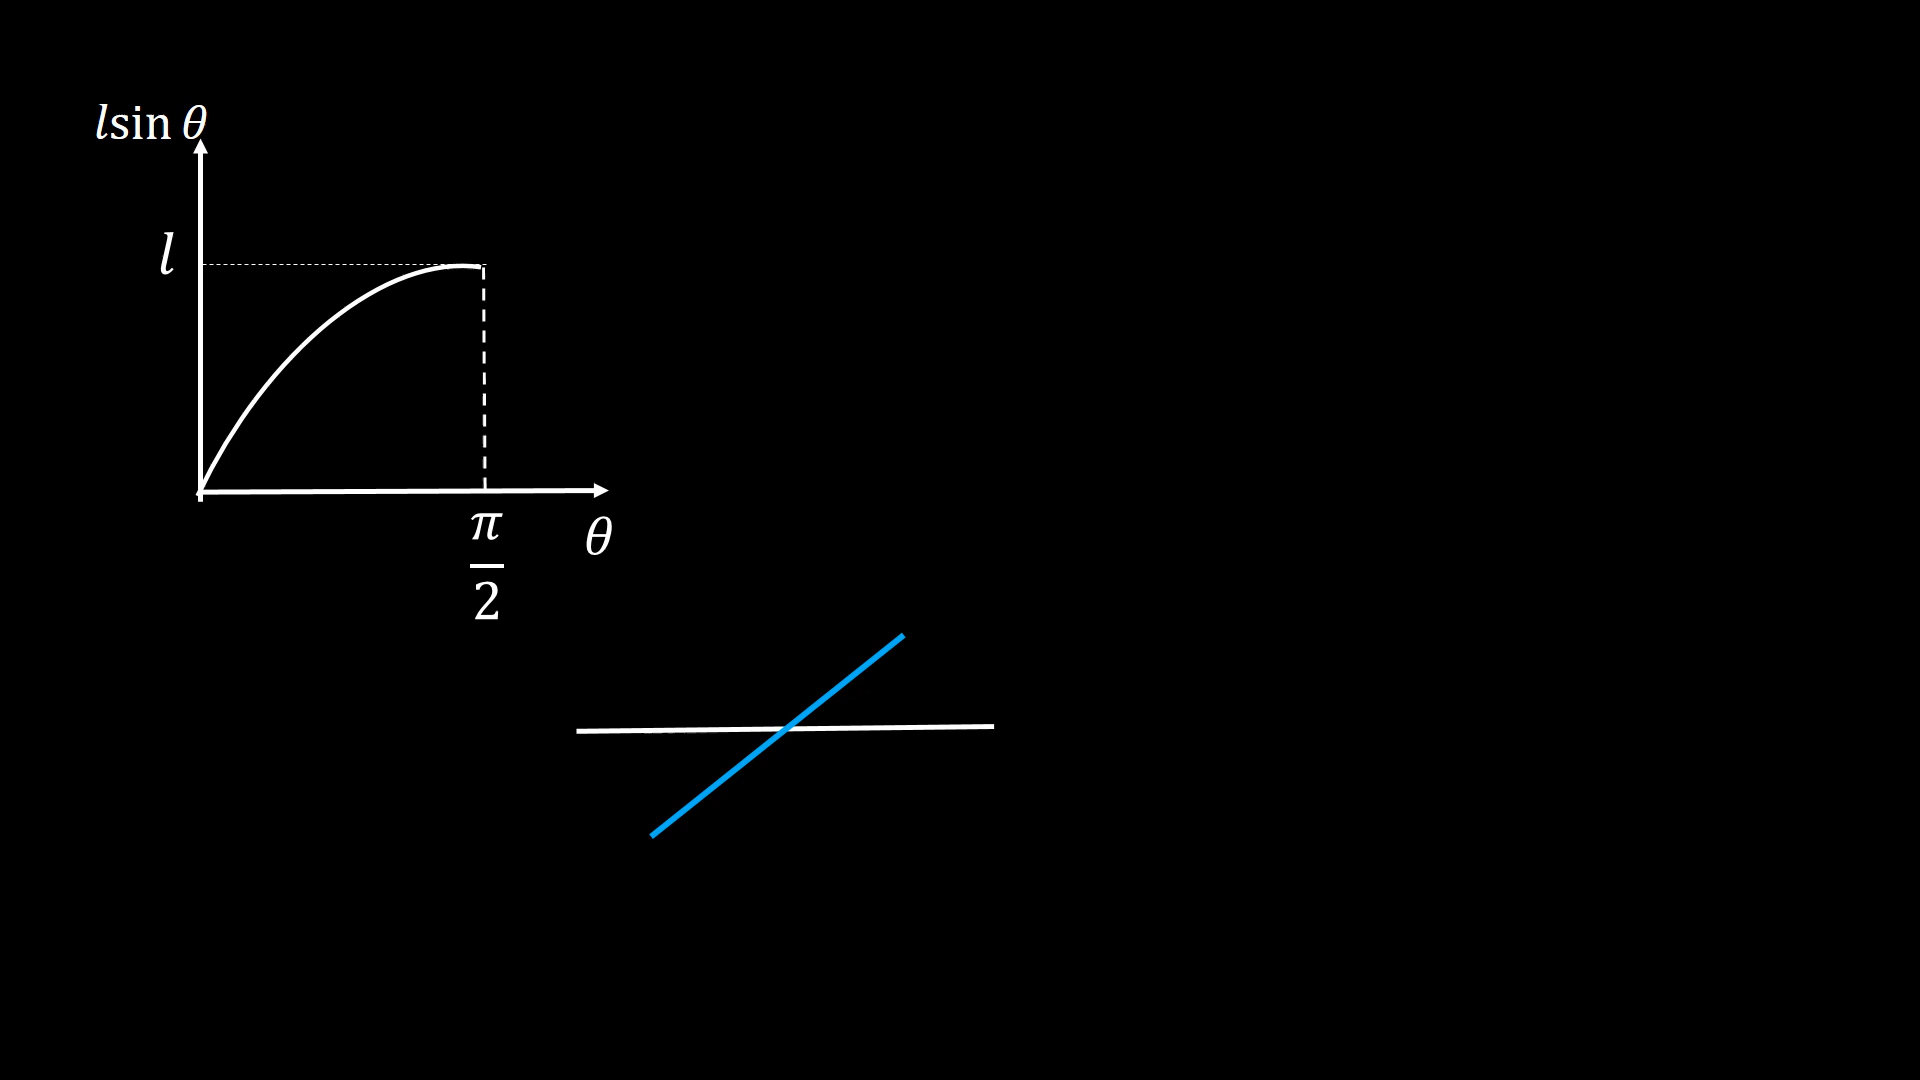 𝑙sin 𝜃
𝑙
𝜋
2
𝜃